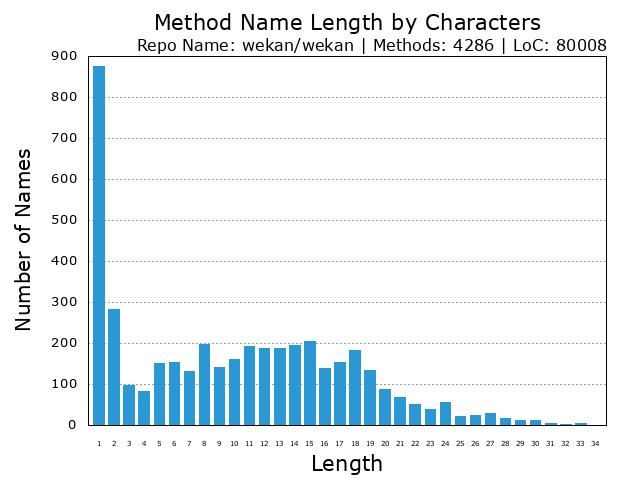 Method Name Length by Characters
Repo Name: wekan/wekan | Methods: 4286 | LoC: 80008
900
800
700
600
500
400
300
200
100
0
Number of Names
1 2 3 4 5 6 7 8 9 10 11 12 13 14 15 16 17 18 19 20 21 22 23 24 25 26 27 28 29 30 31 32 33 34
Length